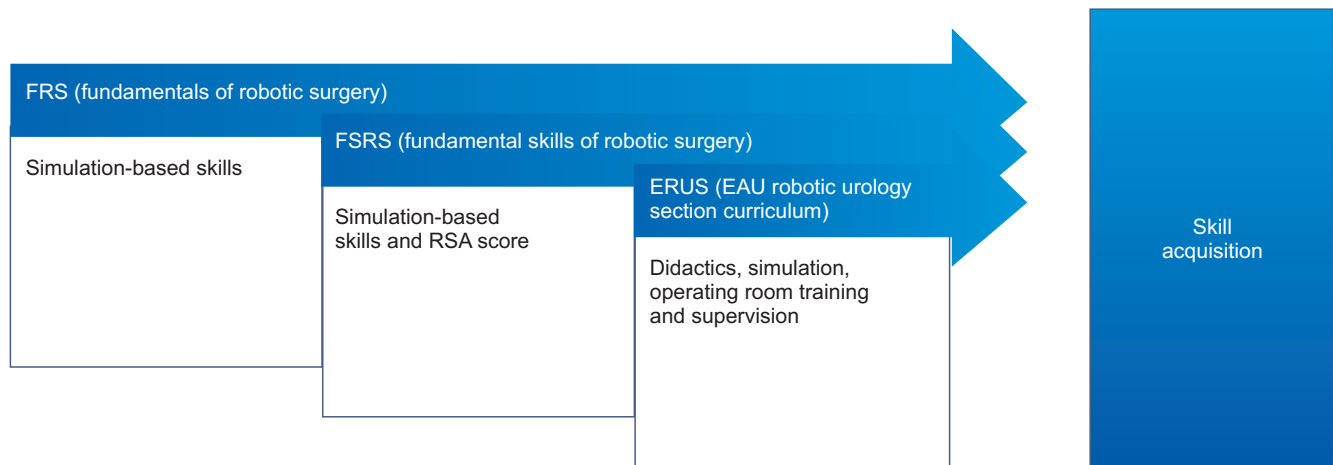 FRS (fundamentals of robotic surgery)
Simulation-based skills
FSRS (fundamental skills of robotic surgery)
Simulation-based
skills and RSA score
ERUS (EAU robotic urology
section curriculum)
Didactics, simulation,
operating room training
and supervision
Skill
acquisition